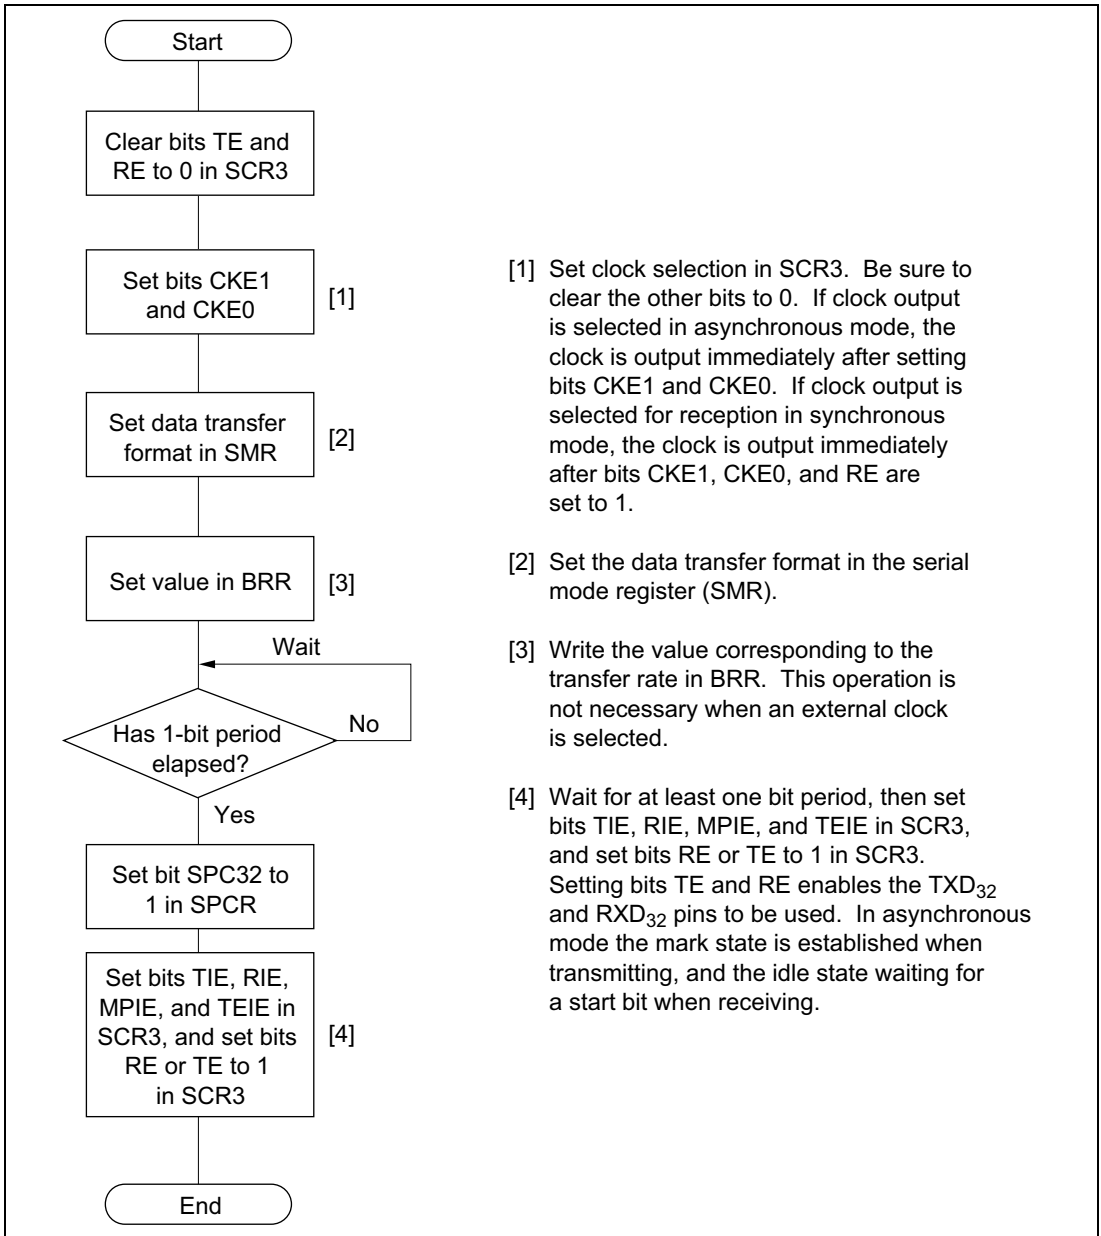 Start
Clear bits TE and
RE to 0 in SCR3
Set bits CKE1
and CKE0
[1]
Set data transfer
format in SMR
[2]
Set value in BRR
[3]
Wait
Has 1-bit period
elapsed?
No
Yes
Set bit SPC32 to
1 in SPCR
Set bits TIE, RIE,
MPIE, and TEIE in
SCR3, and set bits
RE or TE to 1
in SCR3
[4]
End
[1] Set clock selection in SCR3. Be sure to
clear the other bits to 0. If clock output
is selected in asynchronous mode, the
clock is output immediately after setting
bits CKE1 and CKE0. If clock output is
selected for reception in synchronous
mode, the clock is output immediately
after bits CKE1, CKE0, and RE are
set to 1.
[2] Set the data transfer format in the serial
mode register (SMR).
[3] Write the value corresponding to the
transfer rate in BRR. This operation is
not necessary when an external clock
is selected.
[4] Wait for at least one bit period, then set
bits TIE, RIE, MPIE, and TEIE in SCR3,
and set bits RE or TE to 1 in SCR3.
Setting bits TE and RE enables the TXD32
and RXD32 pins to be used. In asynchronous
mode the mark state is established when
transmitting, and the idle state waiting for
a start bit when receiving.